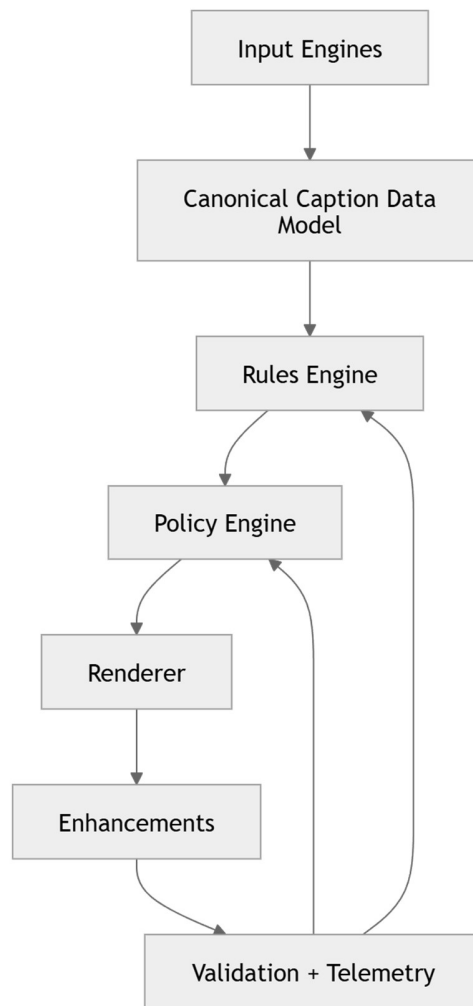 Input Engines
Canonical Caption Data
Model
Rules Engine
Policy Engine
Renderer
Enhancements
Validation + Telemetry